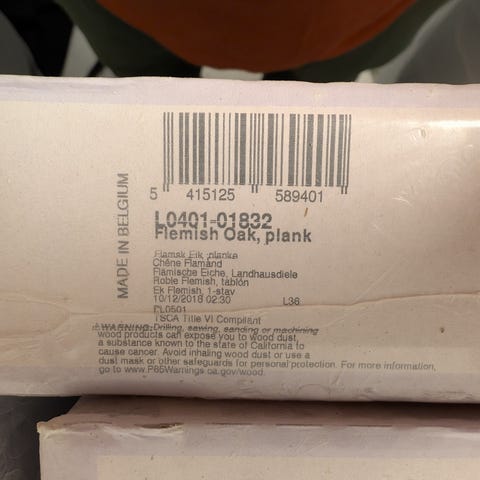 MADE IN BELGIUM
5 415125 589401
L0401-01832
Flemish Oak, plank
Flamsk Eik, planke
Chêne Flamand
Flämische Eiche, Landhausdiele
Roble Flemish, tablón
Ek Flemish, 1-stav
10/12/2018 02:30 L36
PL0501
TSCA Title VI Compliant
⚠WARNING: Drilling, sawing, sanding or machining
wood products can expose you to wood dust,
a substance known to the state of California to
cause cancer. Avoid inhaling wood dust or use a
dust mask or other safeguards for personal protection. For more information,
go to www.P65Warnings.ca.gov/wood.